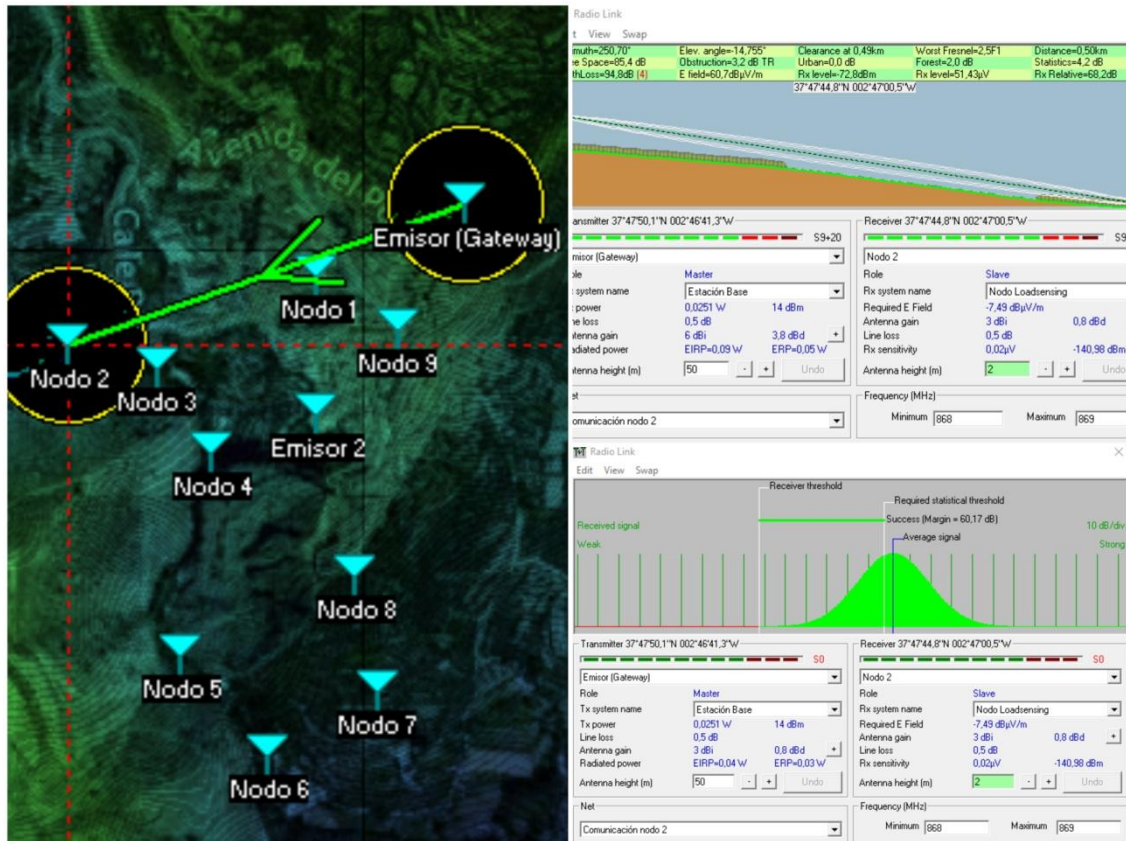 Avenida del
Calle
Emisor (Gateway)
Nodo 1
Nodo 2
Nodo 9
Nodo 3
Emisor 2
Nodo 4
Nodo 8
Nodo 5
Nodo 7
Nodo 6
Radio Link
t View Swap
muth=250,70° Elev. angle=-14,755° Clearance at 0,49km Worst Fresnel=2,5F1 Distance=0,50km
ee Space=85,4 dB Obstruction=3,2 dB TR Urban=0,0 dB Forest=2,0 dB Statistics=4,2 dB
thLoss=94,8dB (4) E field=60,7dBµV/m Rx level=-72,8dBm Rx level=51,43µV Rx Relative=68,2dB
37°47'44,8"N 002°47'00,5"W
ansmitter 37°47'50,1"N 002°46'41,3"W
S9+20
misor (Gateway)
ole Master
x system name Estación Base
x power 0,0251 W 14 dBm
ine loss 0,5 dB
ntenna gain 6 dBi 3,8 dBd +
adiated power EIRP=0,09 W ERP=0,05 W
ntenna height (m) 50 - + Undo
et
omunicación nodo 2
Receiver 37°47'44,8"N 002°47'00,5"W
S9
Nodo 2
Role Slave
Rx system name Nodo Loadsensing
Required E Field -7,49 dBµV/m
Antenna gain 3 dBi 0,8 dBd
Line loss 0,5 dB
Rx sensitivity 0,02µV -140,98 dBm
Antenna height (m) 2 - + Undo
Frequency (MHz)
Minimum 868 Maximum 869
Radio Link
Edit View Swap
Receiver threshold
Required statistical threshold
Received signal Success (Margin = 60,17 dB) 10 dB/div
Weak Average signal Strong
Transmitter 37°47'50,1"N 002°46'41,3"W
S0
Emisor (Gateway)
Role Master
Tx system name Estación Base
Tx power 0,0251 W 14 dBm
Line loss 0,5 dB
Antenna gain 3 dBi 0,8 dBd +
Radiated power EIRP=0,04 W ERP=0,03 W
Antenna height (m) 50 - + Undo
Net
Comunicación nodo 2
Receiver 37°47'44,8"N 002°47'00,5"W
S0
Nodo 2
Role Slave
Rx system name Nodo Loadsensing
Required E Field -7,49 dBµV/m
Antenna gain 3 dBi 0,8 dBd +
Line loss 0,5 dB
Rx sensitivity 0,02µV -140,98 dBm
Antenna height (m) 2 - + Undo
Frequency (MHz)
Minimum 868 Maximum 869